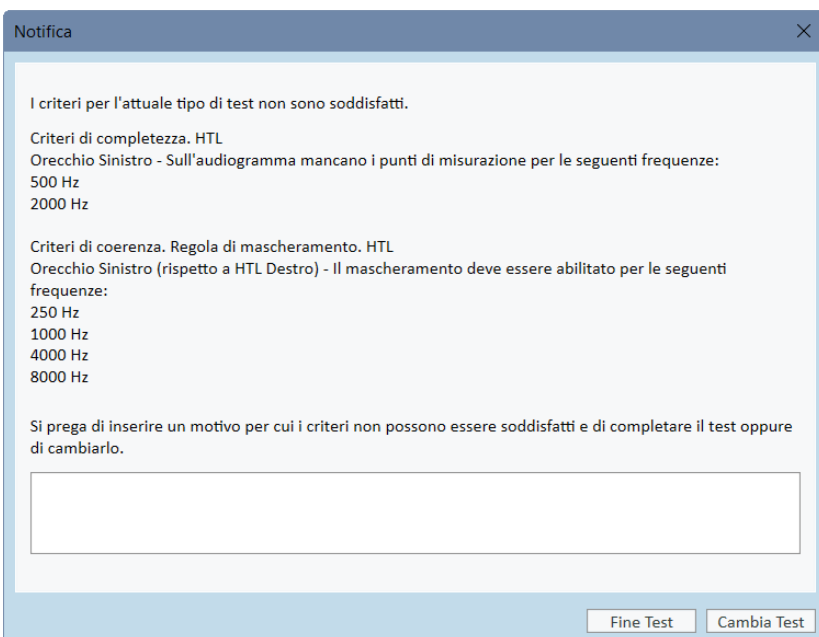 Notifica
I criteri per l'attuale tipo di test non sono soddisfatti.
Criteri di completezza. HTL
Orecchio Sinistro - Sull'audiogramma mancano i punti di misurazione per le seguenti frequenze:
500 Hz
2000 Hz
Criteri di coerenza. Regola di mascheramento. HTL
Orecchio Sinistro (rispetto a HTL Destro) - Il mascheramento deve essere abilitato per le seguenti
frequenze:
250 Hz
1000 Hz
4000 Hz
8000 Hz
Si prega di inserire un motivo per cui i criteri non possono essere soddisfatti e di completare il test oppure
di cambiarlo.
Fine Test
Cambia Test